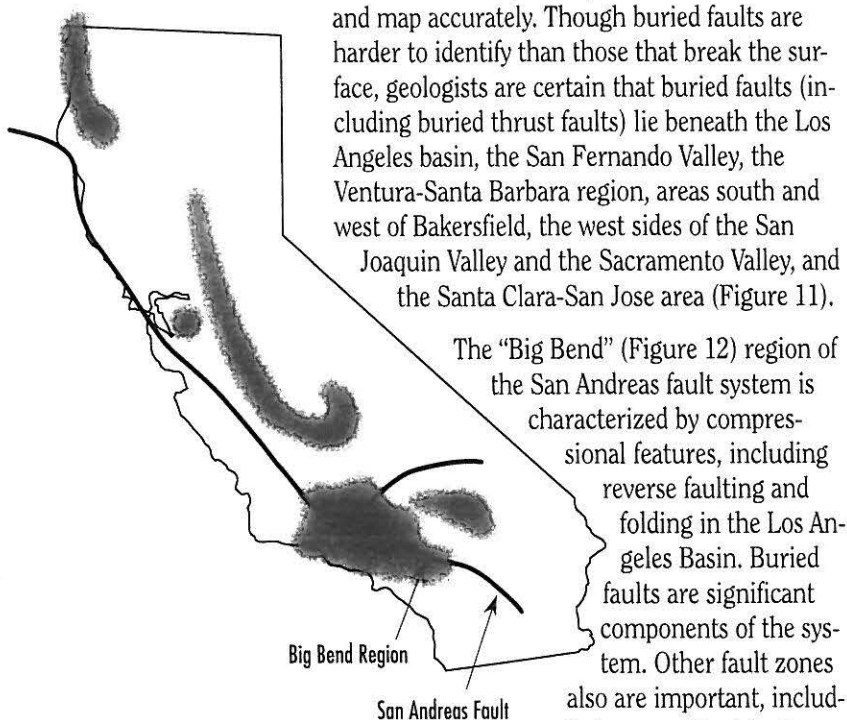 and map accurately. Though buried faults are
harder to identify than those that break the sur-
face, geologists are certain that buried faults (in-
cluding buried thrust faults) lie beneath the Los
Angeles basin, the San Fernando Valley, the
Ventura-Santa Barbara region, areas south and
west of Bakersfield, the west sides of the San
Joaquin Valley and the Sacramento Valley, and
the Santa Clara-San Jose area (Figure 11).
The “Big Bend” (Figure 12) region of
the San Andreas fault system is
characterized by compres-
sional features, including
reverse faulting and
folding in the Los An-
geles Basin. Buried
faults are significant
components of the sys-
tem. Other fault zones
also are important, includ-
Big Bend Region
San Andreas Fault